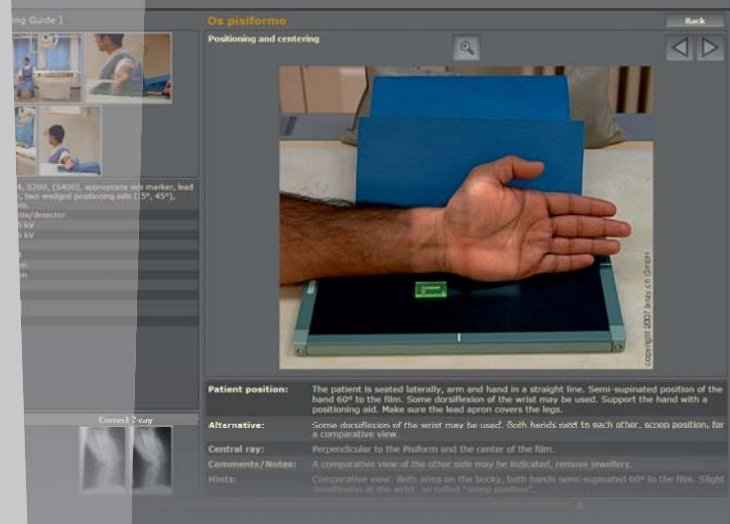 ing Guide ]
Os pisiforme
Back
Positioning and centering
4, S200, (S400), appropriate side marker, lead
two wedged positioning aids (15°, 45°),
kV
kV
Correct X-ray
copyright 2007 xray.ch GmbH
Patient position: The patient is seated laterally, arm and hand in a straight line. Semi-supinated position of the
hand 60° to the film. Some dorsiflexion of the wrist may be used. Support the hand with a
positioning aid. Make sure the lead apron covers the legs.
Alternative: Some dorsiflexion of the wrist may be used. Both hands next to each other, scoop position, for
a comparative view.
Central ray: Perpendicular to the Pisiform and the center of the film.
Comments/Notes: A comparative view of the other side may be indicated, remove jewellery.
Hints: Comparative view: Both arms on the bucky, both hands semi-supinated 60° to the film. Slight
dorsiflexion of the wrist, so called "scoop position".